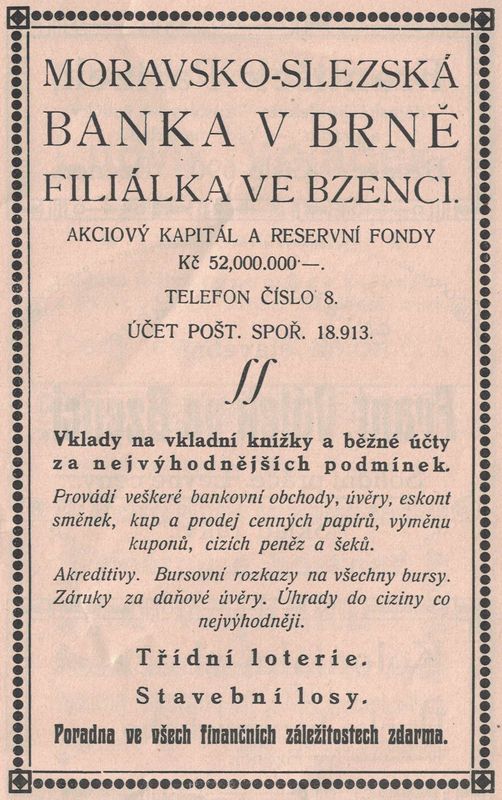 MORAVSKO-SLEZSKÁ
BANKA V BRNĚ
FILIÁLKA VE BZENCI.
AKCIOVÝ KAPITÁL A RESERVNÍ FONDY
Kč 52,000.000·—.
TELEFON ČÍSLO 8.
ÚČET POŠT. SPOŘ. 18.913.
Vklady na vkladní knížky a běžné účty
za nejvýhodnějších podmínek.
Provádí veškeré bankovní obchody, úvěry, eskont
směnek, kup a prodej cenných papírů, výměnu
kuponů, cizích peněz a šeků.
Akreditivy. Bursovní rozkazy na všechny bursy.
Záruky za daňové úvěry. Úhrady do ciziny co
nejvýhodněji.
Třídní loterie.
Stavební losy.
Poradna ve všech finančních záležitostech zdarma.